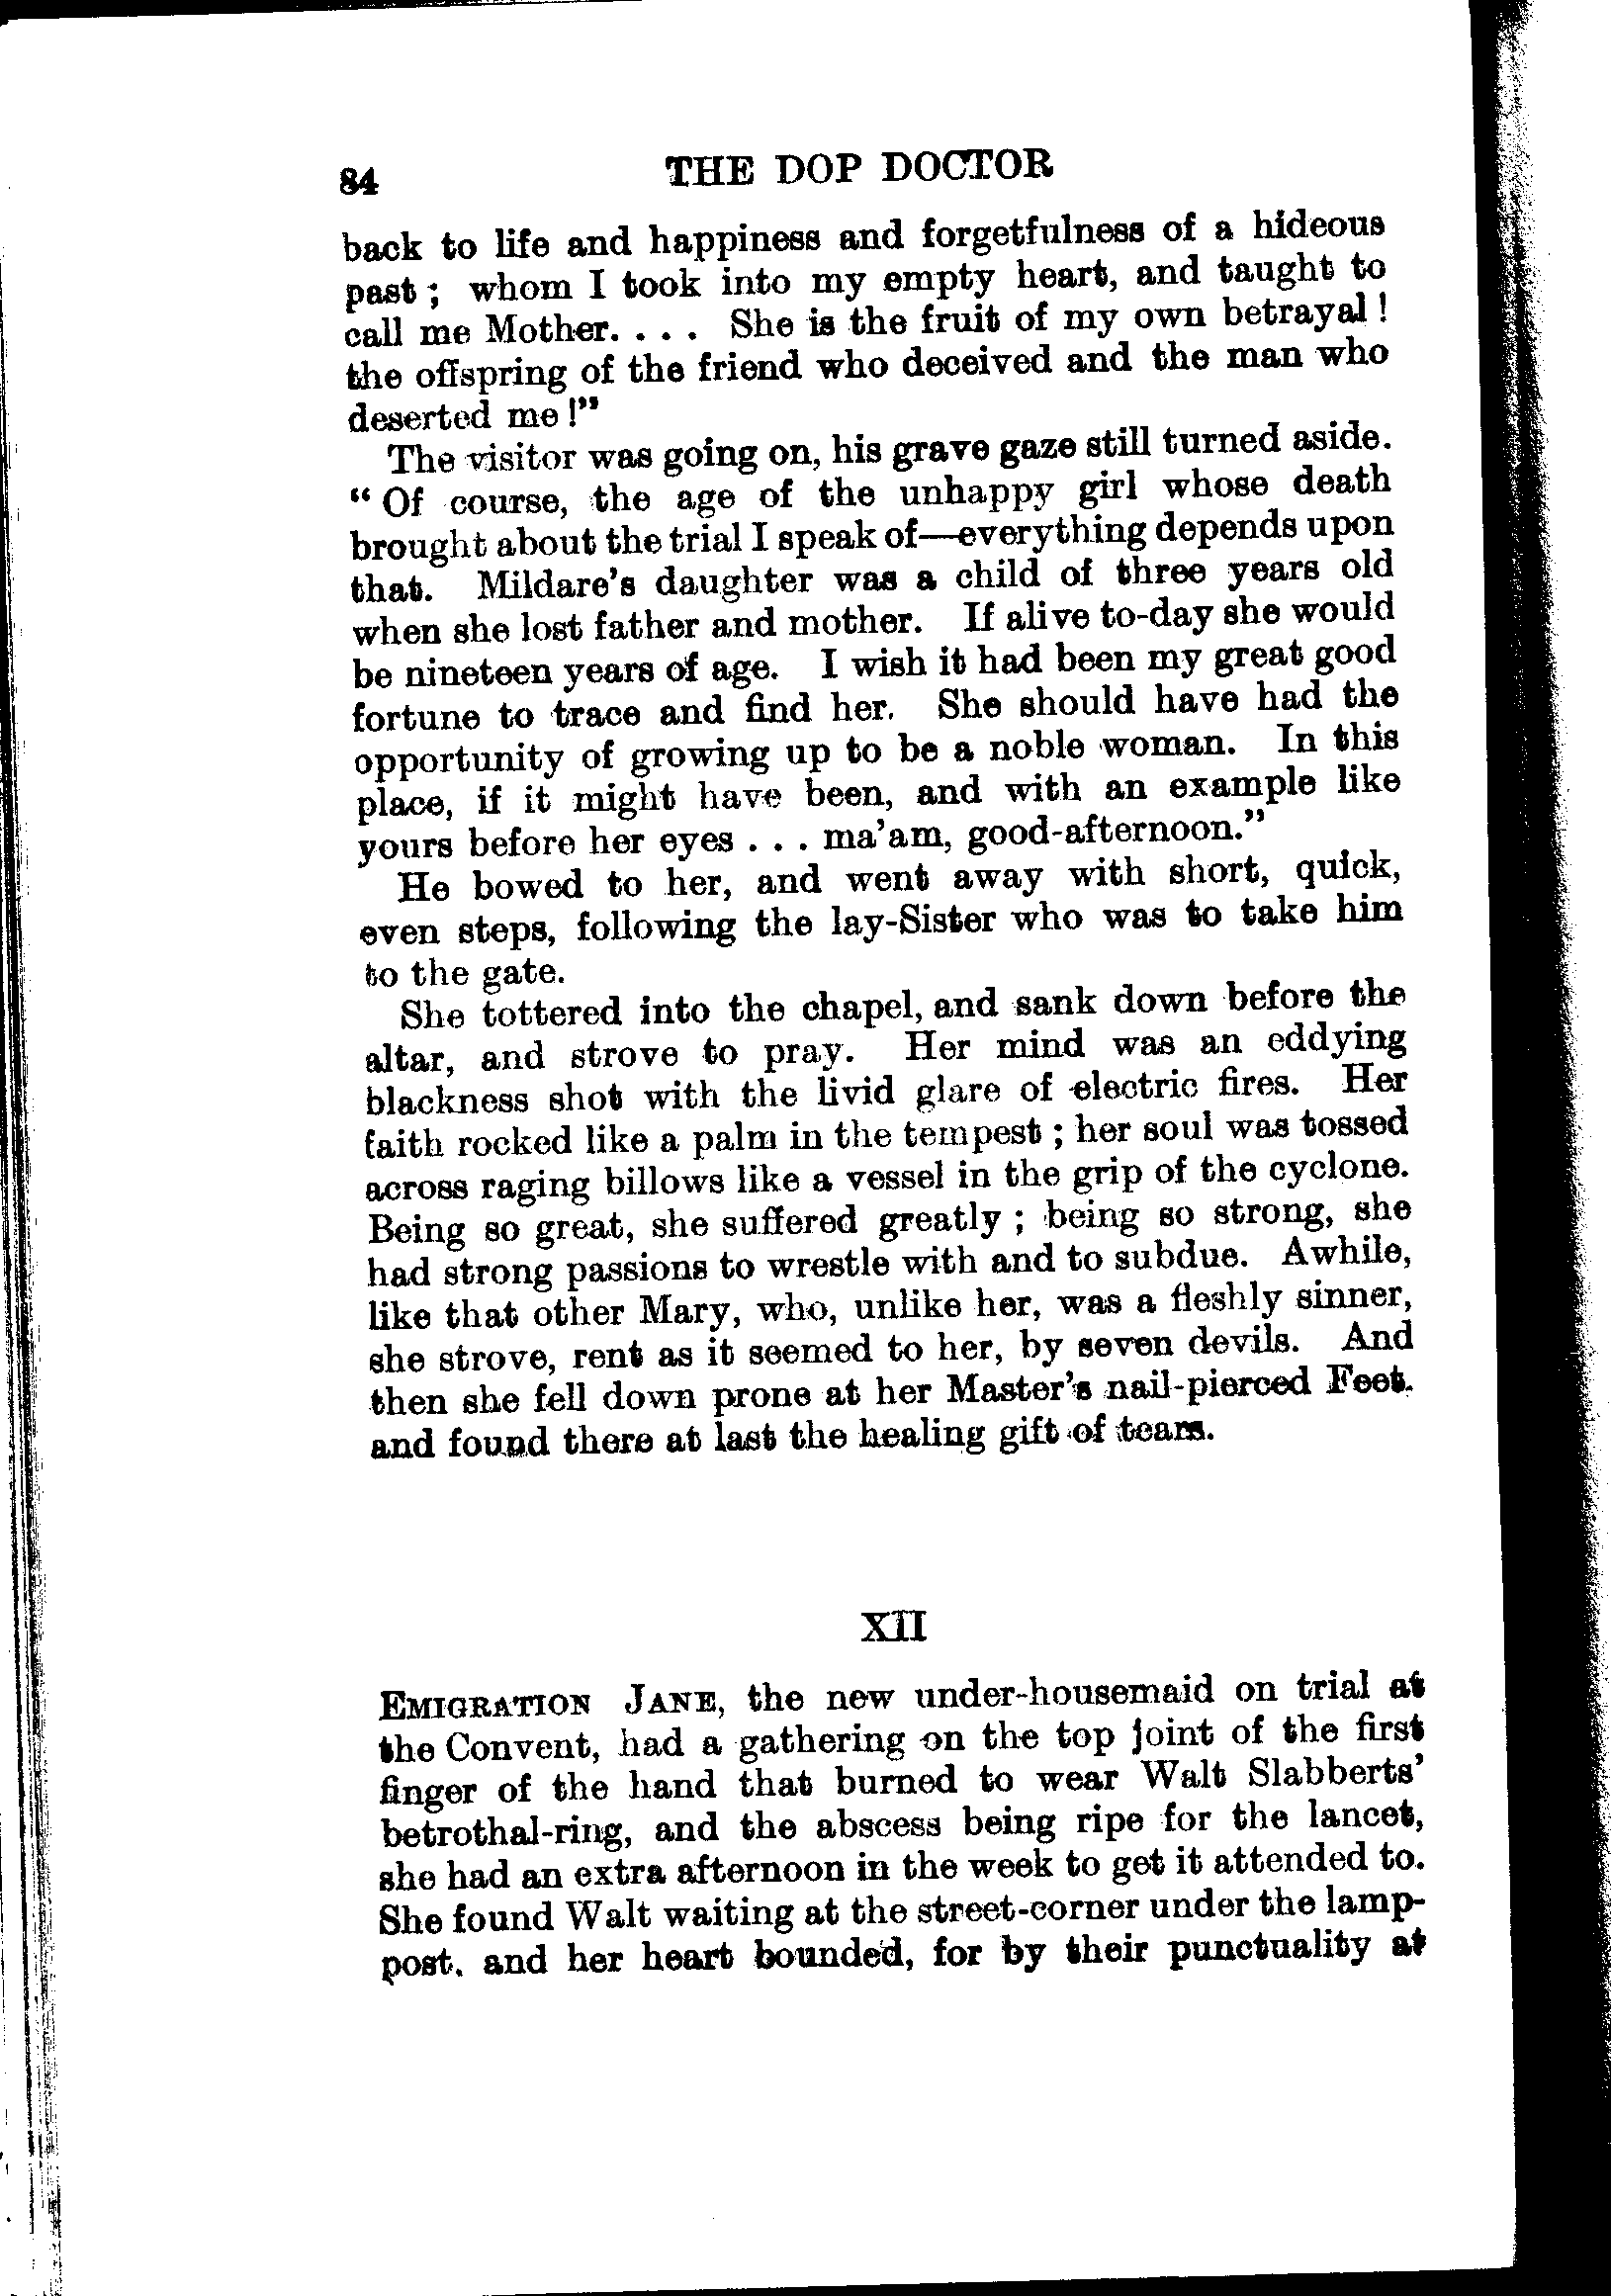 84 THE DOP DOCTOR
back to life and happiness and forgetfulness of a hideous
past ; whom I took into my empty heart, and taught to
call me Mother. . . . She is the fruit of my own betrayal !
the offspring of the friend who deceived and the man who
deserted me !”
The visitor was going on, his grave gaze still turned aside.
“ Of course, the age of the unhappy girl whose death
brought about the trial I speak of—everything depends upon
that. Mildare’s daughter was a child of three years old
when she lost father and mother. If alive to-day she would
be nineteen years of age. I wish it had been my great good
fortune to trace and find her. She should have had the
opportunity of growing up to be a noble woman. In this
place, if it might have been, and with an example like
yours before her eyes . . . ma’am, good-afternoon.”
He bowed to her, and went away with short, quick,
even steps, following the lay-Sister who was to take him
to the gate.
She tottered into the chapel, and sank down before the
altar, and strove to pray. Her mind was an eddying
blackness shot with the livid glare of electric fires. Her
faith rocked like a palm in the tempest ; her soul was tossed
across raging billows like a vessel in the grip of the cyclone.
Being so great, she suffered greatly ; being so strong, she
had strong passions to wrestle with and to subdue. Awhile,
like that other Mary, who, unlike her, was a fleshly sinner,
she strove, rent as it seemed to her, by seven devils. And
then she fell down prone at her Master’s nail-pierced Feet.
and found there at last the healing gift of tears.
XII
EMIGRATION JANE, the new under-housemaid on trial at
the Convent, had a gathering on the top joint of the first
finger of the hand that burned to wear Walt Slabberts’
betrothal-ring, and the abscess being ripe for the lancet,
she had an extra afternoon in the week to get it attended to.
She found Walt waiting at the street-corner under the lamp-
post. and her heart bounded, for by their punctuality at